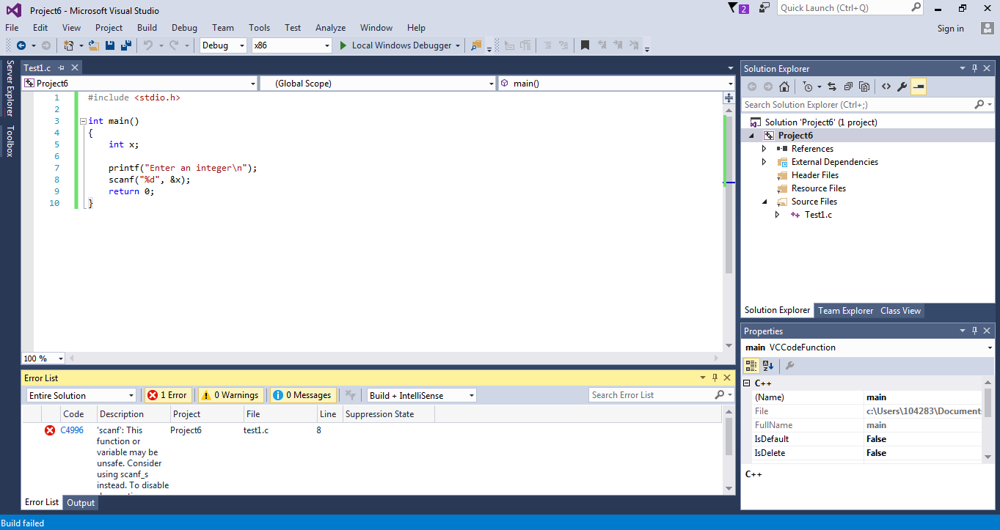 Project6 - Microsoft Visual Studio
2
Quick Launch (Ctrl+Q)
File Edit View Project Build Debug Team Tools Test Analyze Window Help
Sign in
Debug x86 Local Windows Debugger
Server Explorer
Toolbox
Test1.c
Project6 (Global Scope) main()
1 #include <stdio.h>
2
3 int main()
4 {
5 int x;
6
7 printf("Enter an integer\n");
8 scanf("%d", &x);
9 return 0;
10 }
100 %
Error List
Entire Solution 1 Error 0 Warnings 0 Messages Build + IntelliSense Search Error List
Code Description Project File Line Suppression State
C4996 'scanf': This Project6 test1.c 8
function or
variable may be
unsafe. Consider
using scanf_s
instead. To disable
Error List Output
Solution Explorer
Search Solution Explorer (Ctrl+;)
Solution 'Project6' (1 project)
Project6
References
External Dependencies
Header Files
Resource Files
Source Files
Test1.c
Solution Explorer Team Explorer Class View
Properties
main VCCodeFunction
C++
(Name) main
File c:\Users\104283\Document
FullName main
IsDefault False
IsDelete False
C++
Build failed